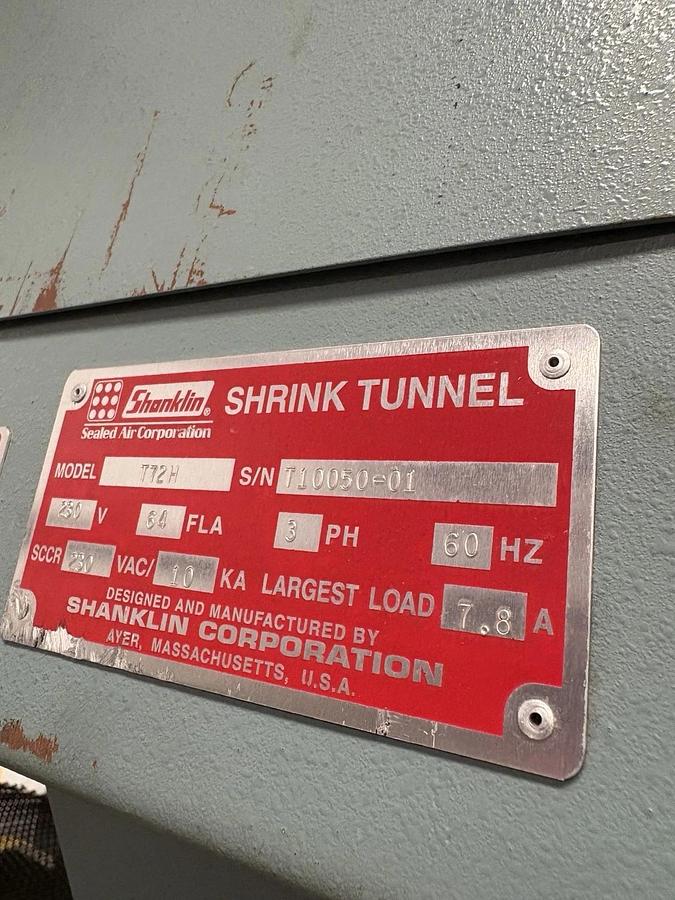 Shanklin® SHRINK TUNNEL
Sealed Air Corporation
MODEL T72H S/N T10050-01
230 V 64 FLA 3 PH 60 HZ
SCCR 230 VAC/ 10 KA LARGEST LOAD 7.8 A
DESIGNED AND MANUFACTURED BY
SHANKLIN CORPORATION
AYER, MASSACHUSETTS, U.S.A.